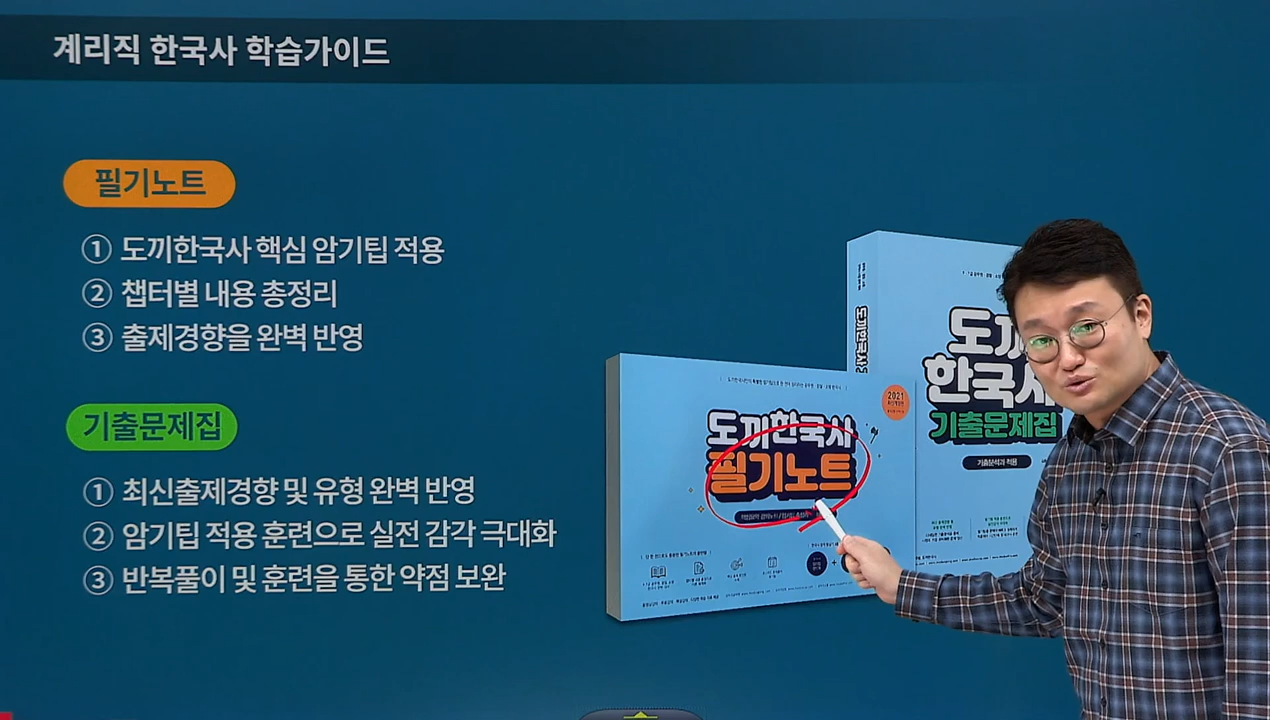 계리직 한국사 학습가이드
필기노트
① 도끼한국사 핵심 암기팁 적용
② 챕터별 내용 총정리
③ 출제경향을 완벽 반영
기출문제집
① 최신출제경향 및 유형 완벽 반영
② 암기팁 적용 훈련으로 실전 감각 극대화
③ 반복풀이 및 훈련을 통한 약점 보완
도끼한국사
필기노트
2021
도끼
한국사
기출문제집
기출분석과 적용
도끼한국사